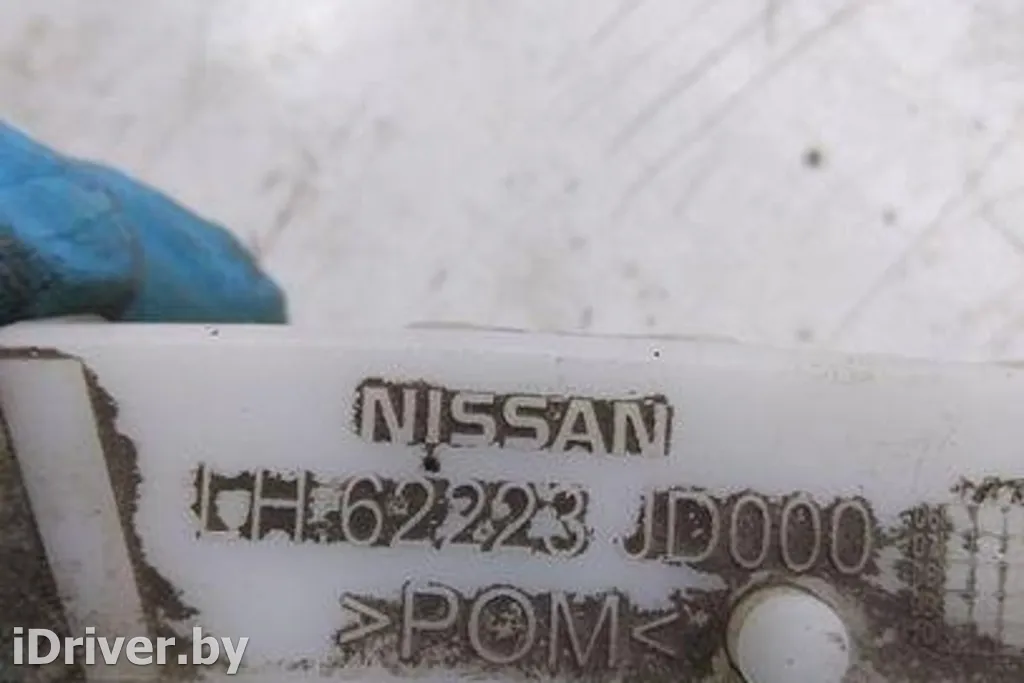 NISSAN
LH 62223 JD000
>POM<
iDriver.by